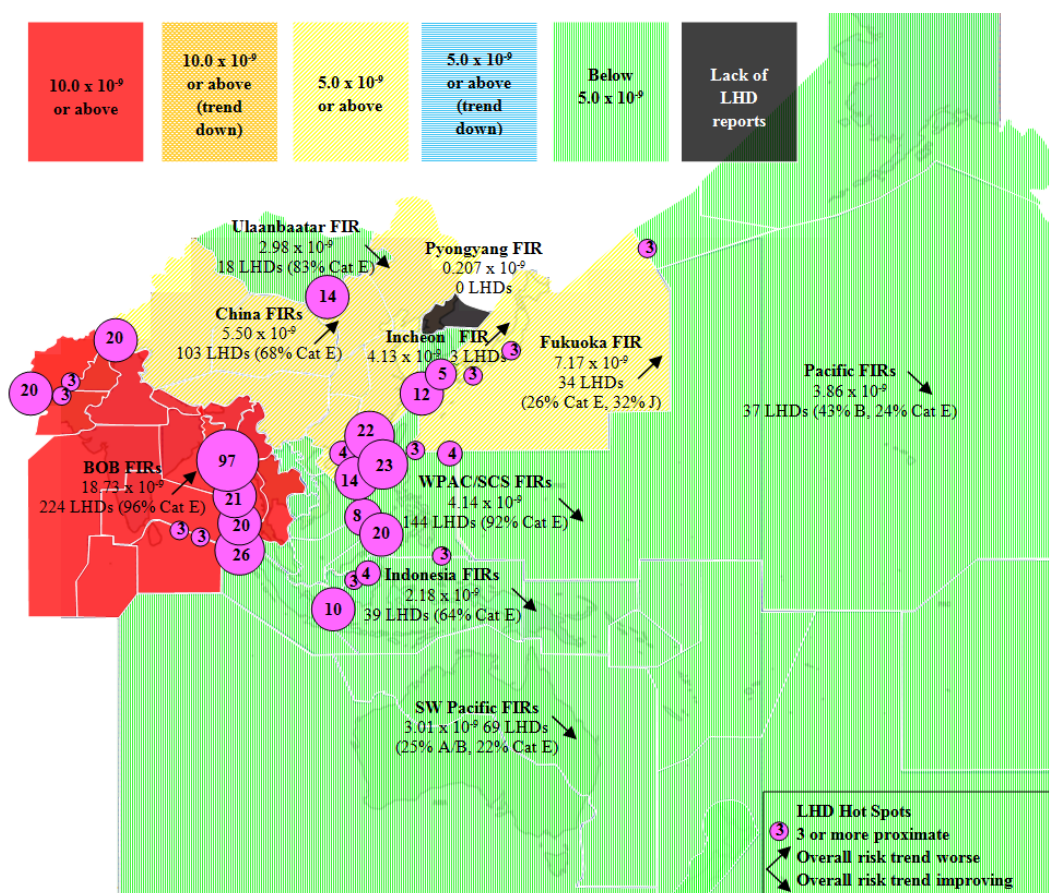 10.0 x 10⁻⁹
or above
10.0 x 10⁻⁹
or above
(trend
down)
5.0 x 10⁻⁹
or above
5.0 x 10⁻⁹
or above
(trend
down)
Below
5.0 x 10⁻⁹
Lack of
LHD
reports
Ulaanbaatar FIR
2.98 x 10⁻⁹
18 LHDs (83% Cat E)
Pyongyang FIR
0.207 x 10⁻⁹
0 LHDs
3
14
China FIRs
5.50 x 10⁻⁹
103 LHDs (68% Cat E)
Incheon FIR
4.13 x 10⁻⁹ 3 LHDs
3
Fukuoka FIR
7.17 x 10⁻⁹
34 LHDs
(26% Cat E, 32% J)
Pacific FIRs
3.86 x 10⁻⁹
37 LHDs (43% B, 24% Cat E)
20
20
3
3
5
3
12
22
4
23
3
4
14
97
BOB FIRs
18.73 x 10⁻⁹
224 LHDs (96% Cat E)
21
20
3
3
26
WPAC/SCS FIRs
4.14 x 10⁻⁹
144 LHDs (92% Cat E)
8
20
3
4
3
10
Indonesia FIRs
2.18 x 10⁻⁹
39 LHDs (64% Cat E)
SW Pacific FIRs
3.01 x 10⁻⁹ 69 LHDs
(25% A/B, 22% Cat E)
LHD Hot Spots
3 3 or more proximate
Overall risk trend worse
Overall risk trend improving